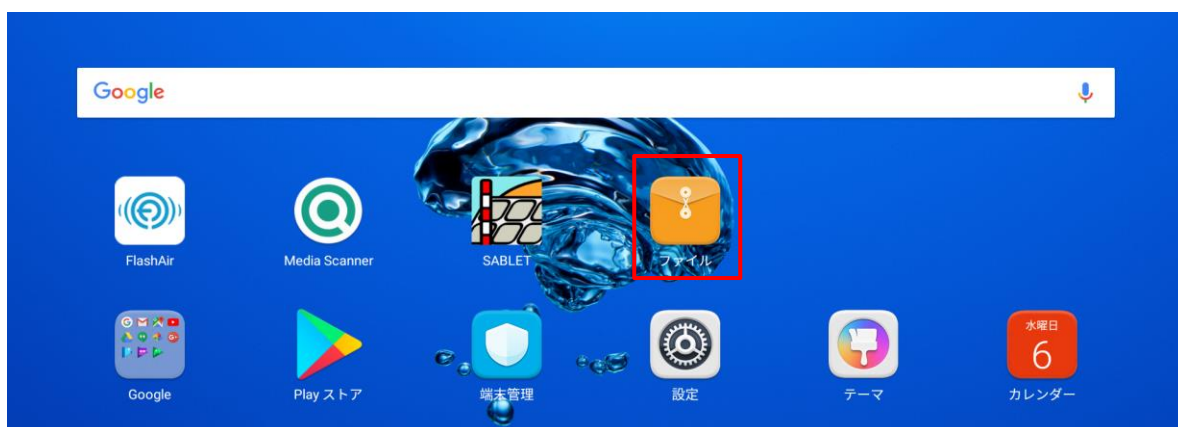 Google
FlashAir
Media Scanner
SABLET
ファイル
Google
Play ストア
端末管理
設定
テーマ
水曜日
6
カレンダー